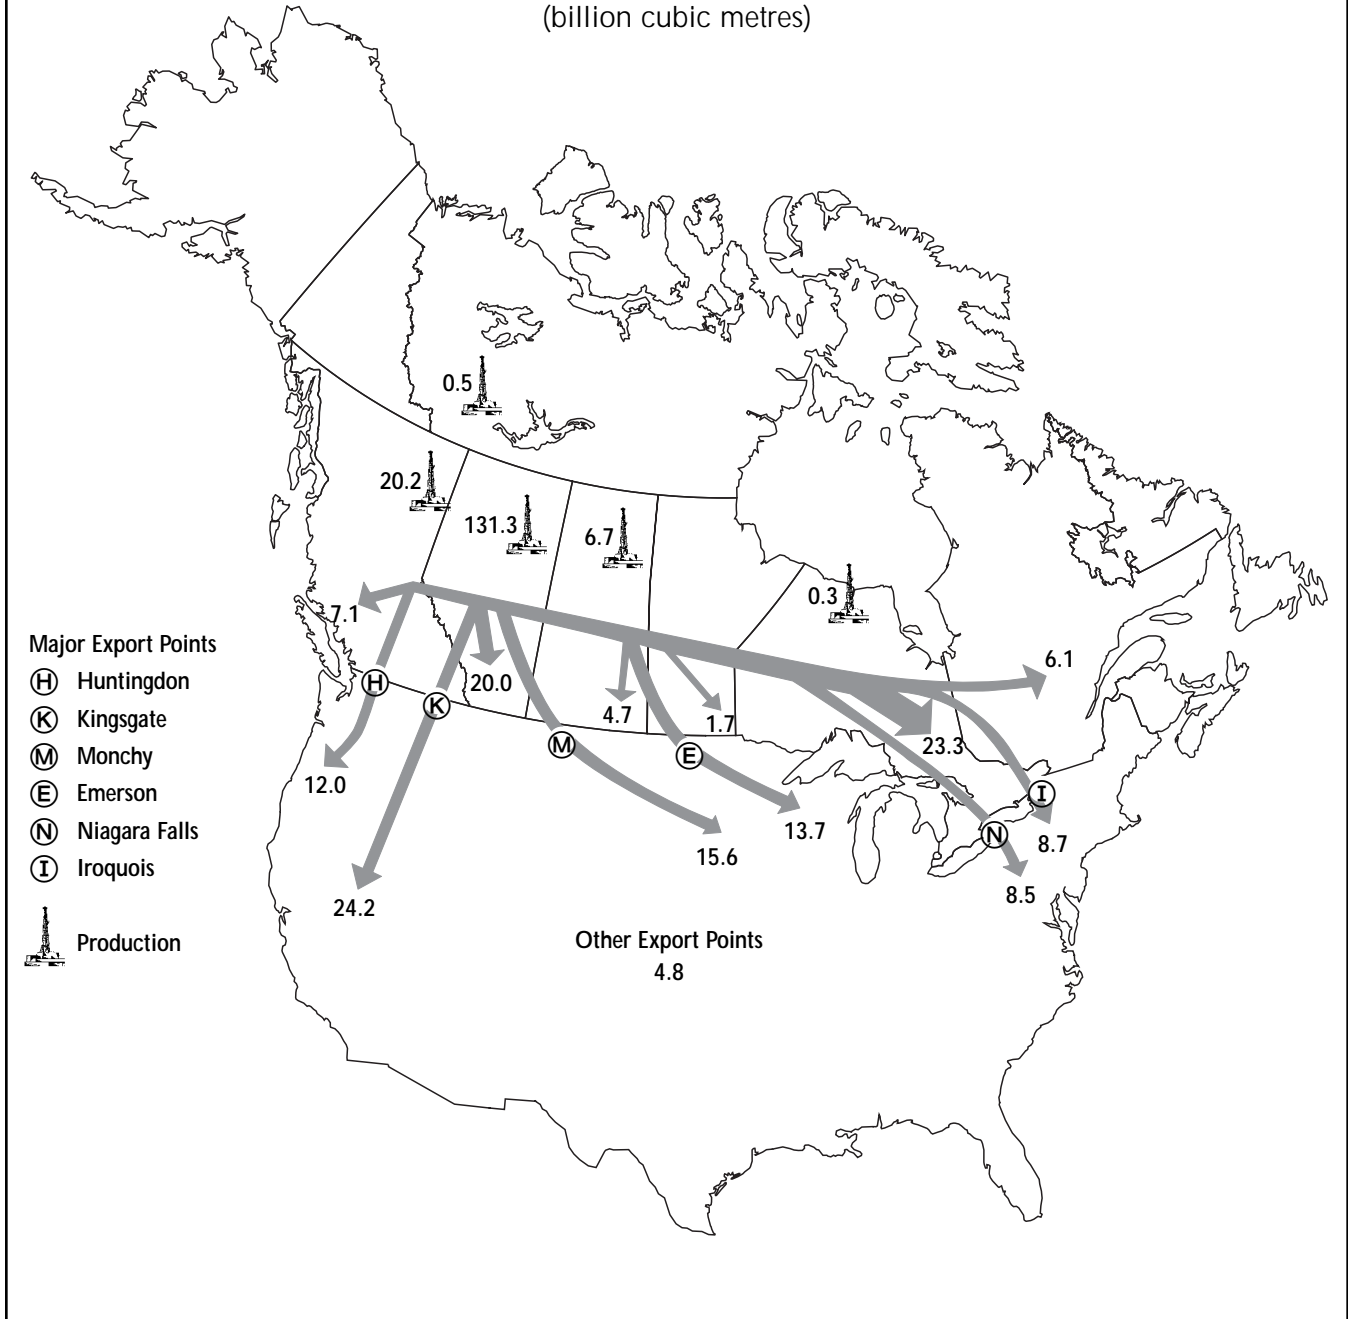 (billion cubic metres)
0.5
20.2
131.3
6.7
0.3
7.1
Major Export Points
H Huntingdon
K Kingsgate
M Monchy
E Emerson
N Niagara Falls
I Iroquois
Production
H
K
M
E
N
I
20.0
4.7
1.7
6.1
23.3
12.0
24.2
15.6
13.7
8.7
8.5
Other Export Points
4.8